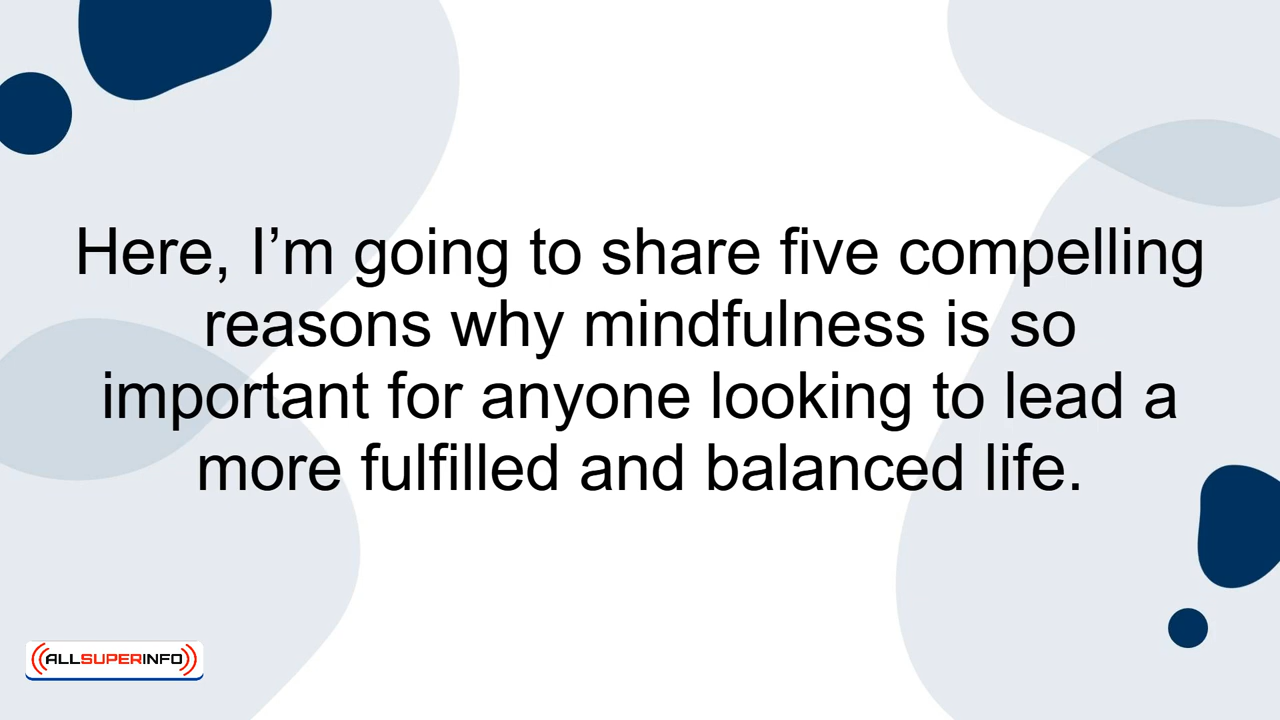 Here, I’m going to share five compelling
reasons why mindfulness is so
important for anyone looking to lead a
more fulfilled and balanced life.
ALLSUPERINFO